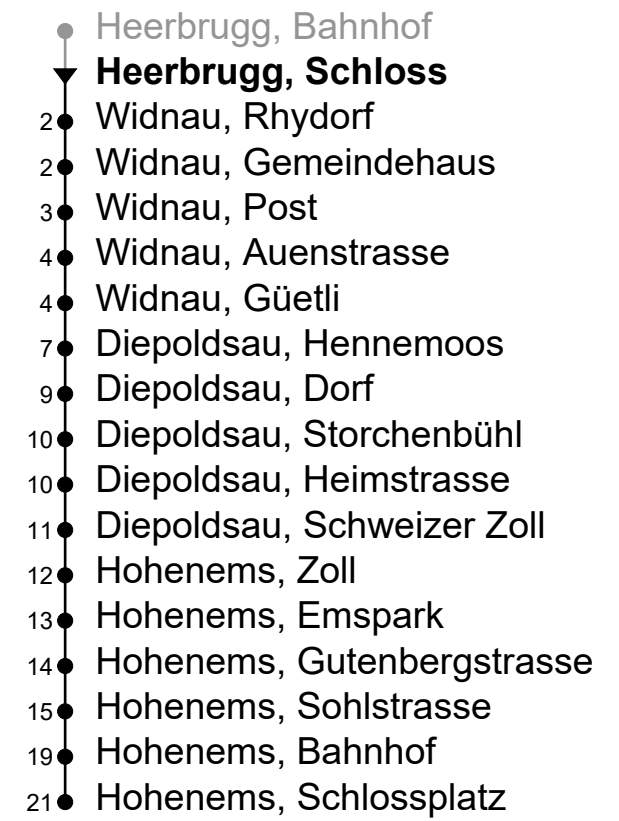 Heerbrugg, Bahnhof
Heerbrugg, Schloss
2 Widnau, Rhydorf
2 Widnau, Gemeindehaus
3 Widnau, Post
4 Widnau, Auenstrasse
4 Widnau, Güetli
7 Diepoldsau, Hennemoos
9 Diepoldsau, Dorf
10 Diepoldsau, Storchenbühl
10 Diepoldsau, Heimstrasse
11 Diepoldsau, Schweizer Zoll
12 Hohenems, Zoll
13 Hohenems, Emspark
14 Hohenems, Gutenbergstrasse
15 Hohenems, Sohlstrasse
19 Hohenems, Bahnhof
21 Hohenems, Schlossplatz